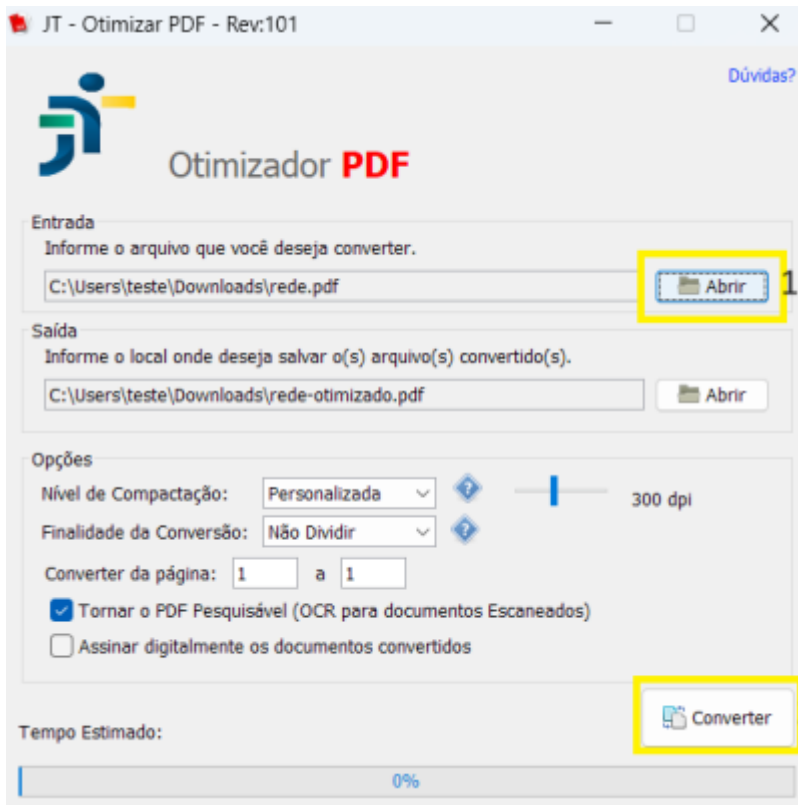 JT - Otimizar PDF - Rev:101
Dúvidas?
Otimizador PDF
Entrada
Informe o arquivo que você deseja converter.
C:\Users\teste\Downloads\rede.pdf
Abrir
1
Saída
Informe o local onde deseja salvar o(s) arquivo(s) convertido(s).
C:\Users\teste\Downloads\rede-otimizado.pdf
Abrir
Opções
Nível de Compactação: Personalizada ? 300 dpi
Finalidade da Conversão: Não Dividir ?
Converter da página: 1 a 1
Tornar o PDF Pesquisável (OCR para documentos Escaneados)
Assinar digitalmente os documentos convertidos
Converter
Tempo Estimado:
0%